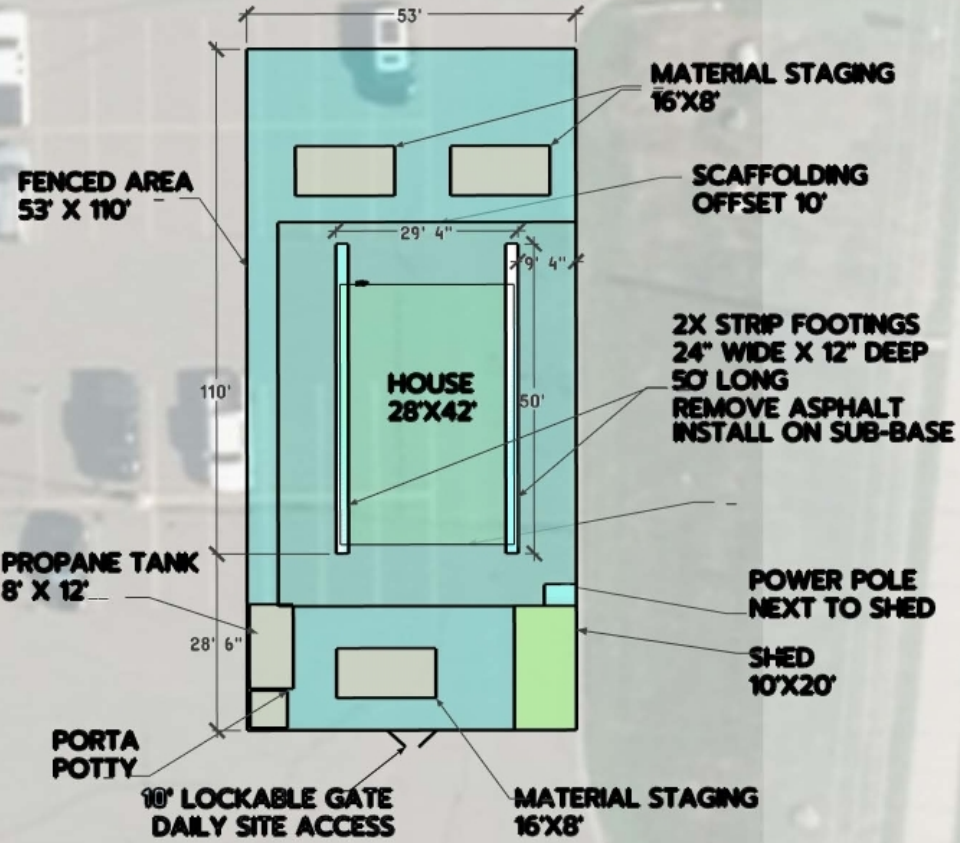 53'
MATERIAL STAGING
16'X8'
FENCED AREA
53' X 110'
SCAFFOLDING
OFFSET 10'
29' 4"
9' 4"
2X STRIP FOOTINGS
24" WIDE X 12" DEEP
50' LONG
REMOVE ASPHALT
INSTALL ON SUB-BASE
110'
HOUSE
28'X42'
50'
PROPANE TANK
8' X 12'
POWER POLE
NEXT TO SHED
28' 6"
SHED
10'X20'
PORTA
POTTY
10' LOCKABLE GATE
DAILY SITE ACCESS
MATERIAL STAGING
16'X8'